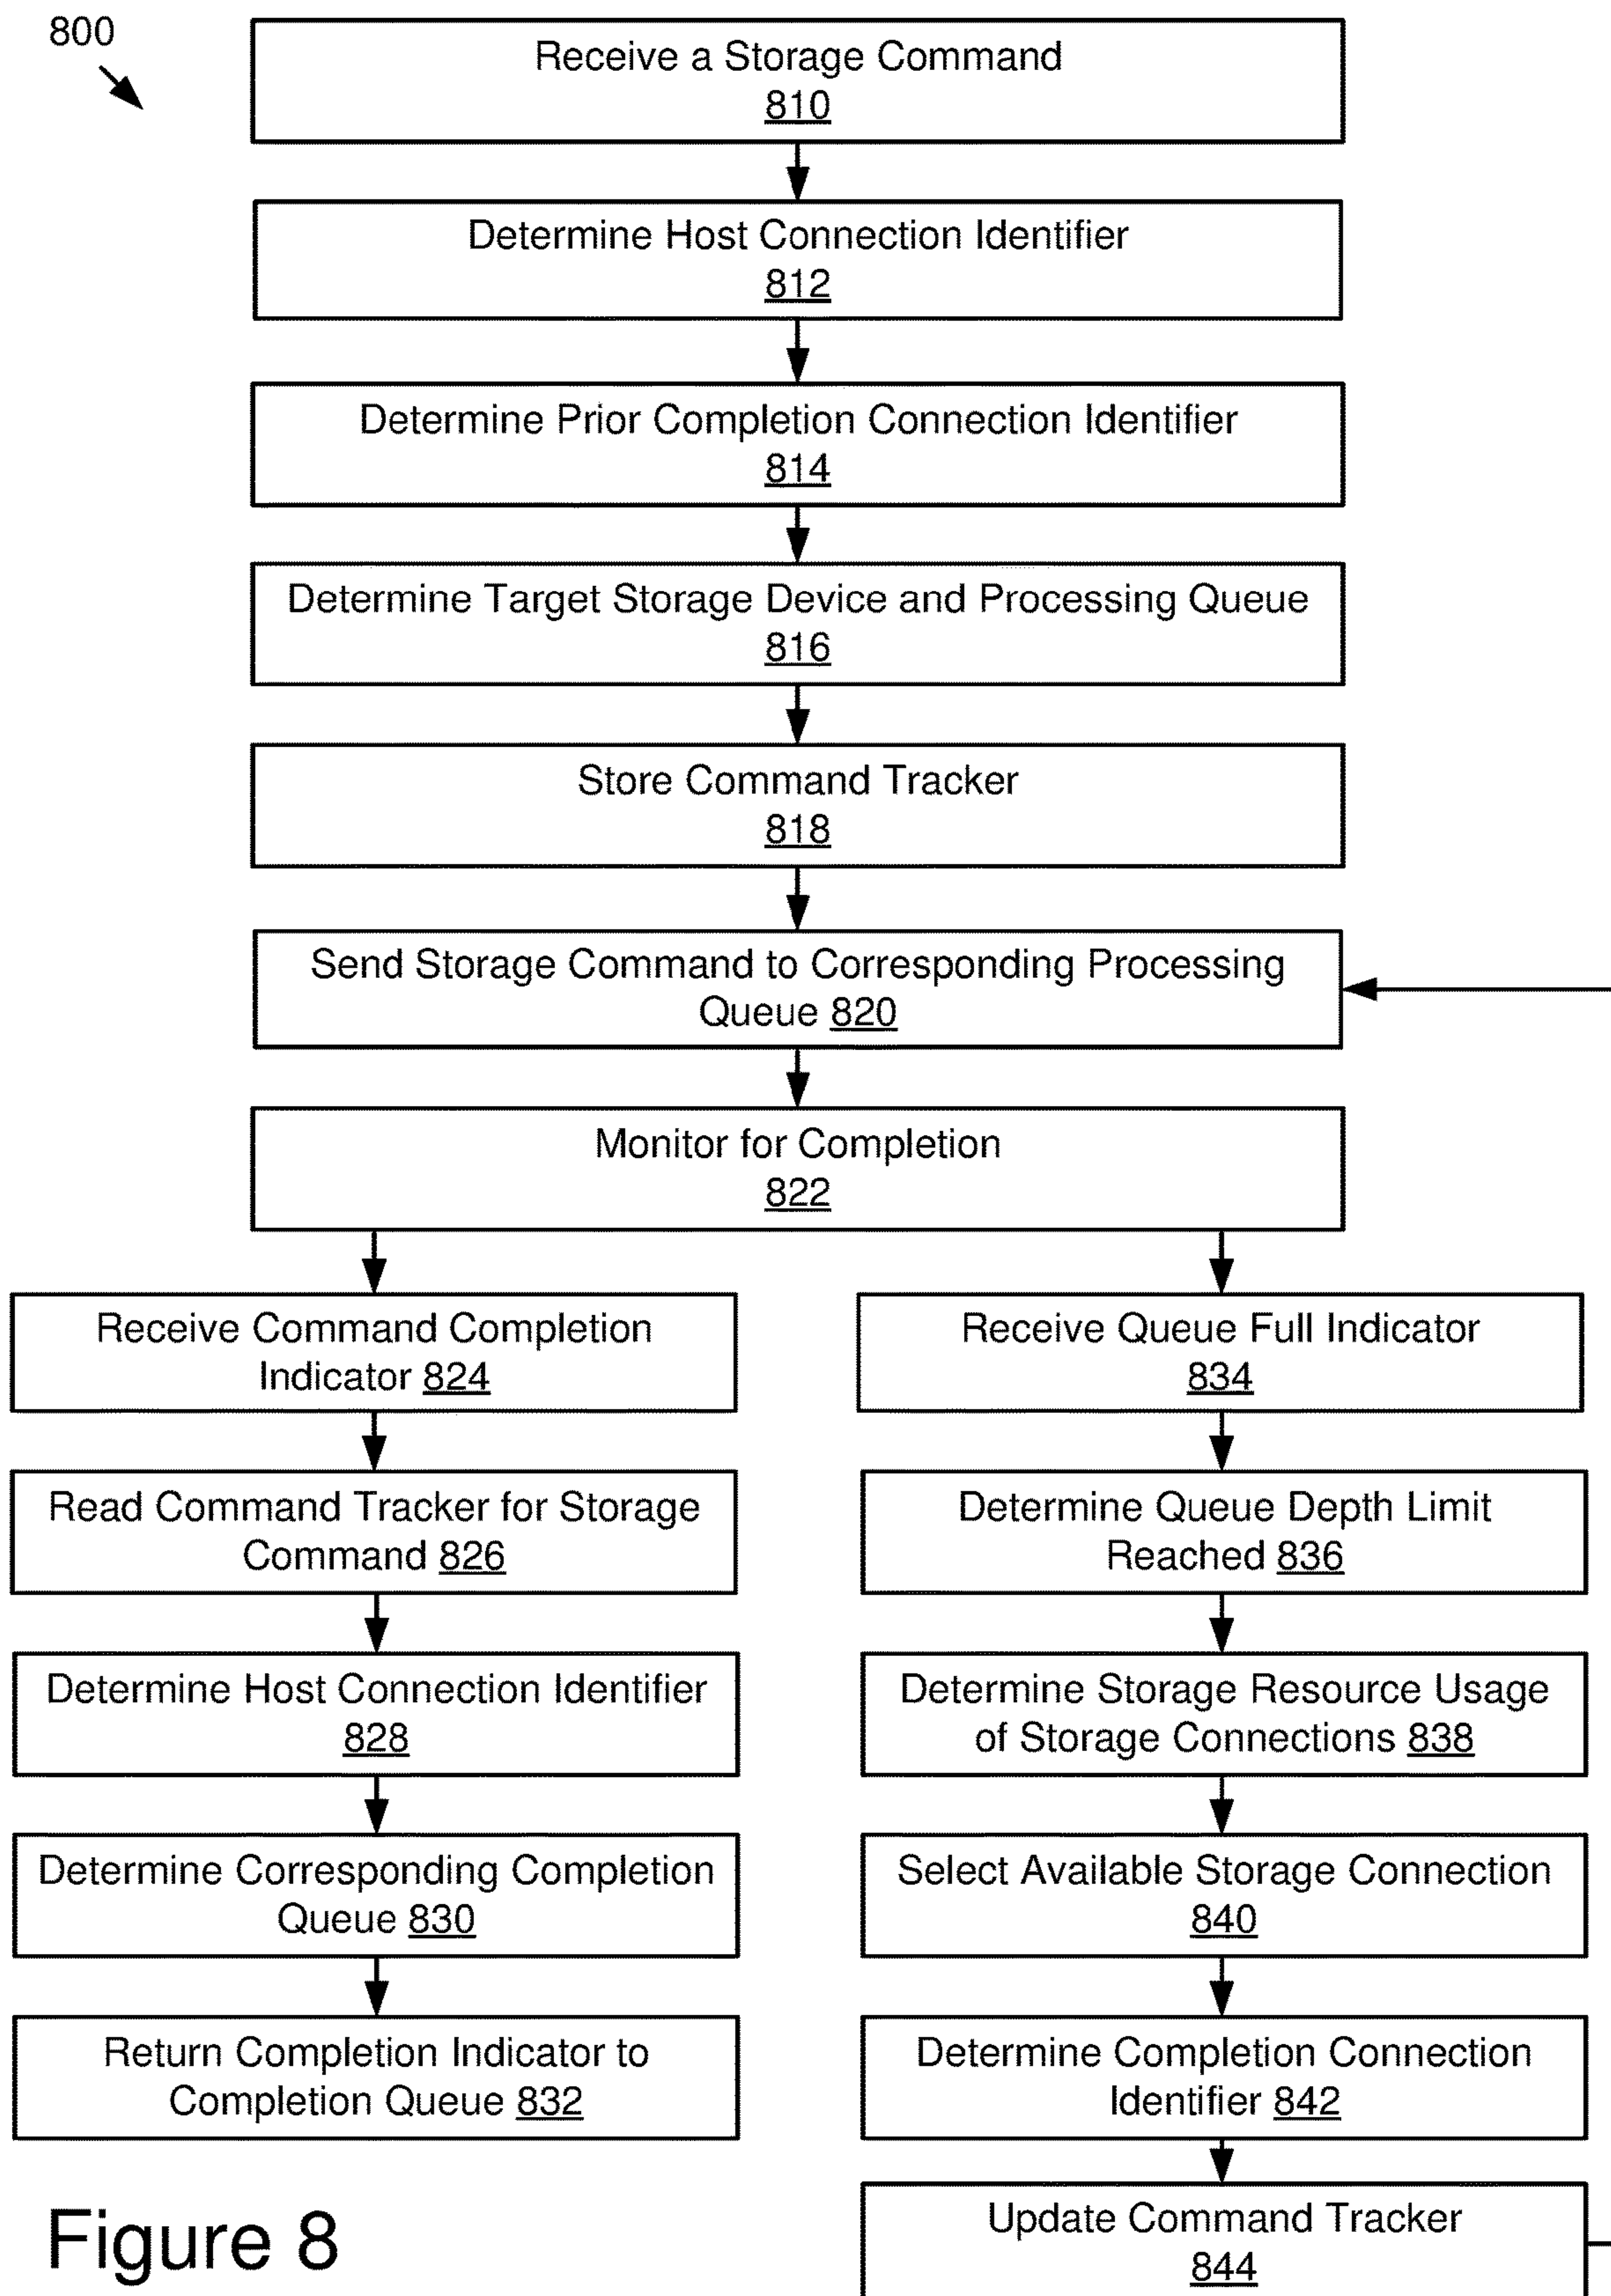 800
Receive a Storage Command
810
Determine Host Connection Identifier
812
Determine Prior Completion Connection Identifier
814
Determine Target Storage Device and Processing Queue
816
Store Command Tracker
818
Send Storage Command to Corresponding Processing
Queue 820
Monitor for Completion
822
Receive Command Completion
Indicator 824
Read Command Tracker for Storage
Command 826
Determine Host Connection Identifier
828
Determine Corresponding Completion
Queue 830
Return Completion Indicator to
Completion Queue 832
Receive Queue Full Indicator
834
Determine Queue Depth Limit
Reached 836
Determine Storage Resource Usage
of Storage Connections 838
Select Available Storage Connection
840
Determine Completion Connection
Identifier 842
Update Command Tracker
844
Figure 8